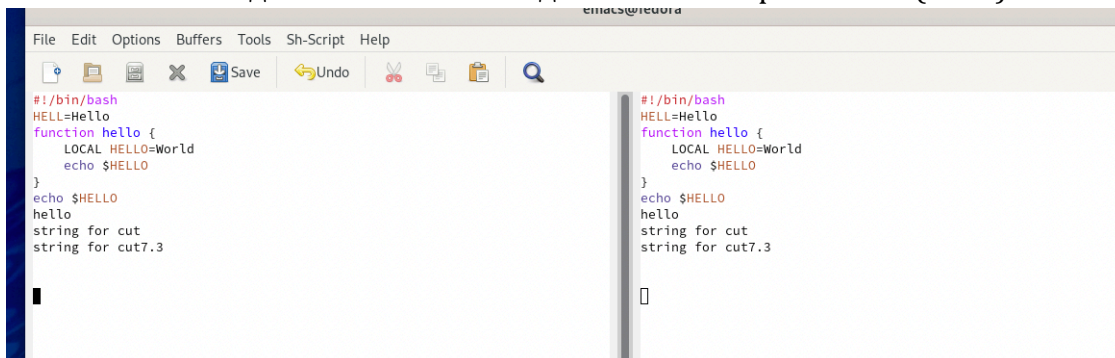 emacs@fedora
File Edit Options Buffers Tools Sh-Script Help
Save Undo
#!/bin/bash
HELL=Hello
function hello {
    LOCAL HELLO=World
    echo $HELLO
}
echo $HELLO
hello
string for cut
string for cut7.3
#!/bin/bash
HELL=Hello
function hello {
    LOCAL HELLO=World
    echo $HELLO
}
echo $HELLO
hello
string for cut
string for cut7.3